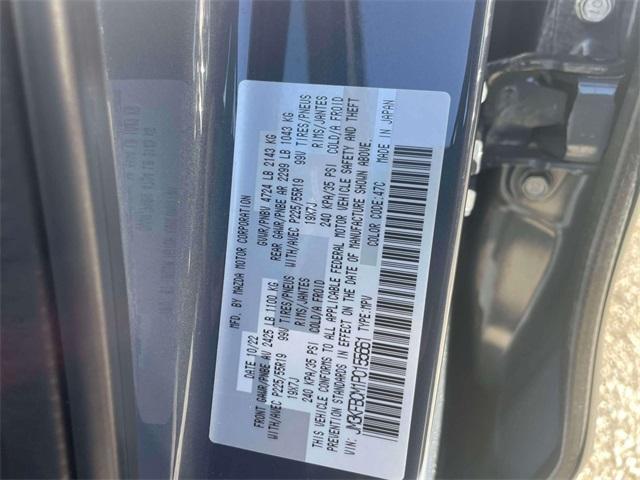 MFD. BY MAZDA MOTOR CORPORATION
DATE 10/22 GVWR/PNBV 4724 LB 2143 KG
FRONT GAWR/PNBE AV 2425 LB 1100 KG REAR GAWR/PNBE AR 2299 LB 1043 KG
WITH/AVEC P225/55R19 99V TIRES/PNEUS WITH/AVEC P225/55R19 99V TIRES/PNEUS
19X7J RIMS/JANTES 19X7J RIMS/JANTES
240 KPA/35 PSI COLD/A FROID 240 KPA/35 PSI COLD/A FROID
THIS VEHICLE CONFORMS TO ALL APPLICABLE FEDERAL MOTOR VEHICLE SAFETY AND THEFT
PREVENTION STANDARDS IN EFFECT ON THE DATE OF MANUFACTURE SHOWN ABOVE.
VIN: JM3KFBDM1P0155661 TYPE:MPV COLOR CODE:47C MADE IN JAPAN